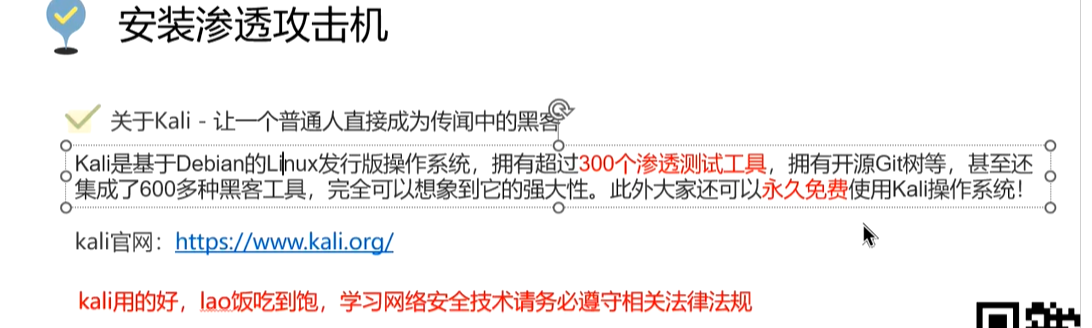 安装渗透攻击机
关于Kali - 让一个普通人直接成为传闻中的黑客
Kali是基于Debian的Linux发行版操作系统，拥有超过300个渗透测试工具，拥有开源Git树等，甚至还
集成了600多种黑客工具，完全可以想象到它的强大性。此外大家还可以永久免费使用Kali操作系统！
kali官网：https://www.kali.org/
kali用的好，lao饭吃到饱，学习网络安全技术请务必遵守相关法律法规